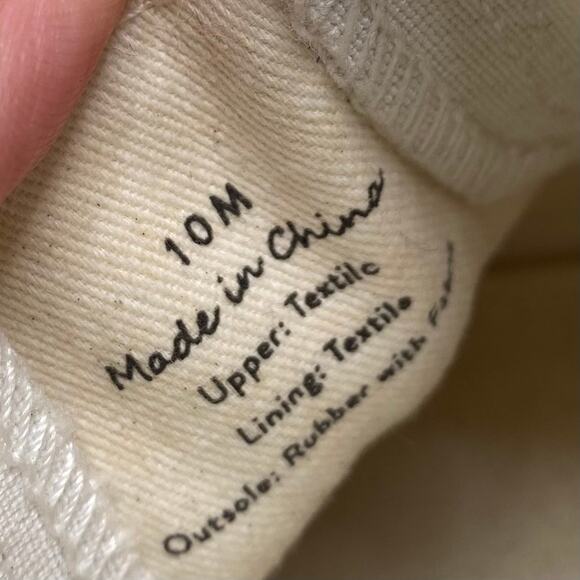 10M
Made in China
Upper: Textile
Lining: Textile
Outsole: Rubber with